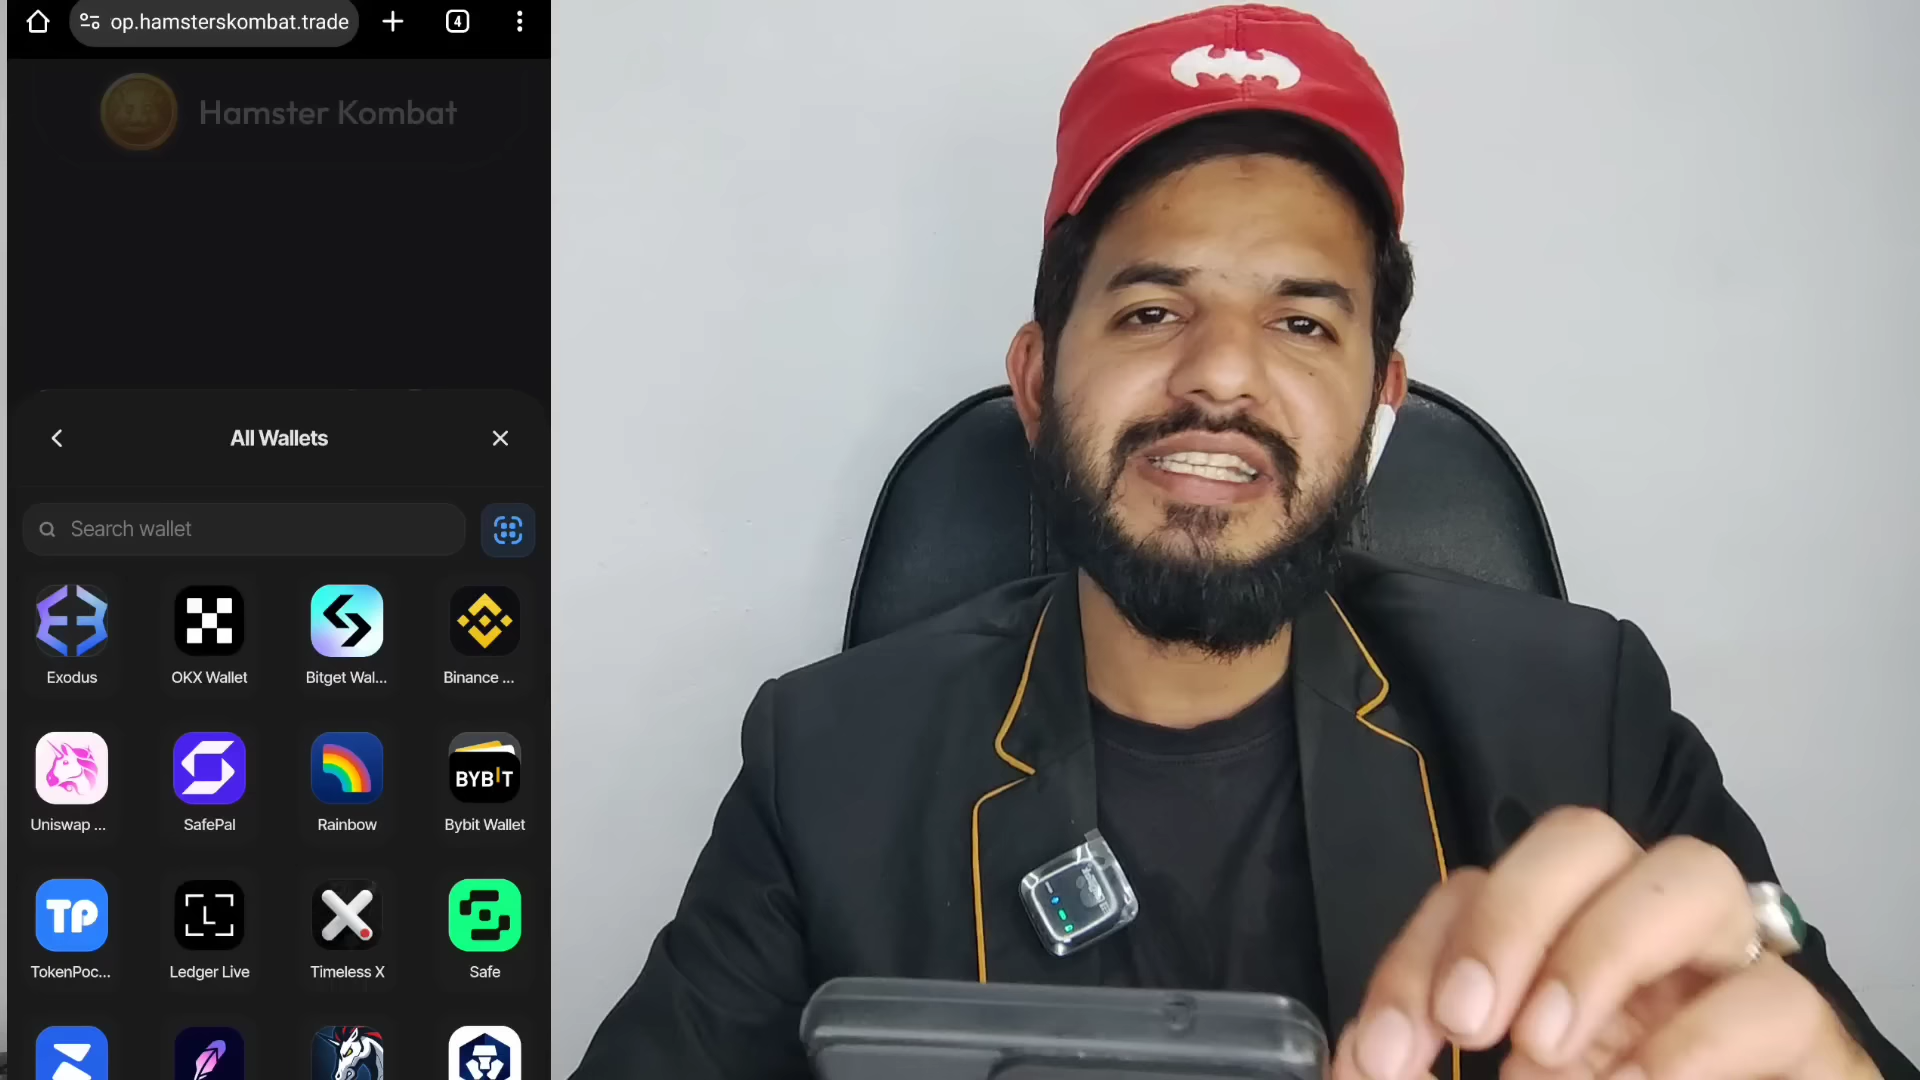 op.hamsterskombat.trade
4
Hamster Kombat
All Wallets
Search wallet
Exodus
OKX Wallet
Bitget Wal...
Binance ...
BYBIT
Uniswap ...
SafePal
Rainbow
Bybit Wallet
TP
L
TokenPoc...
Ledger Live
Timeless X
Safe